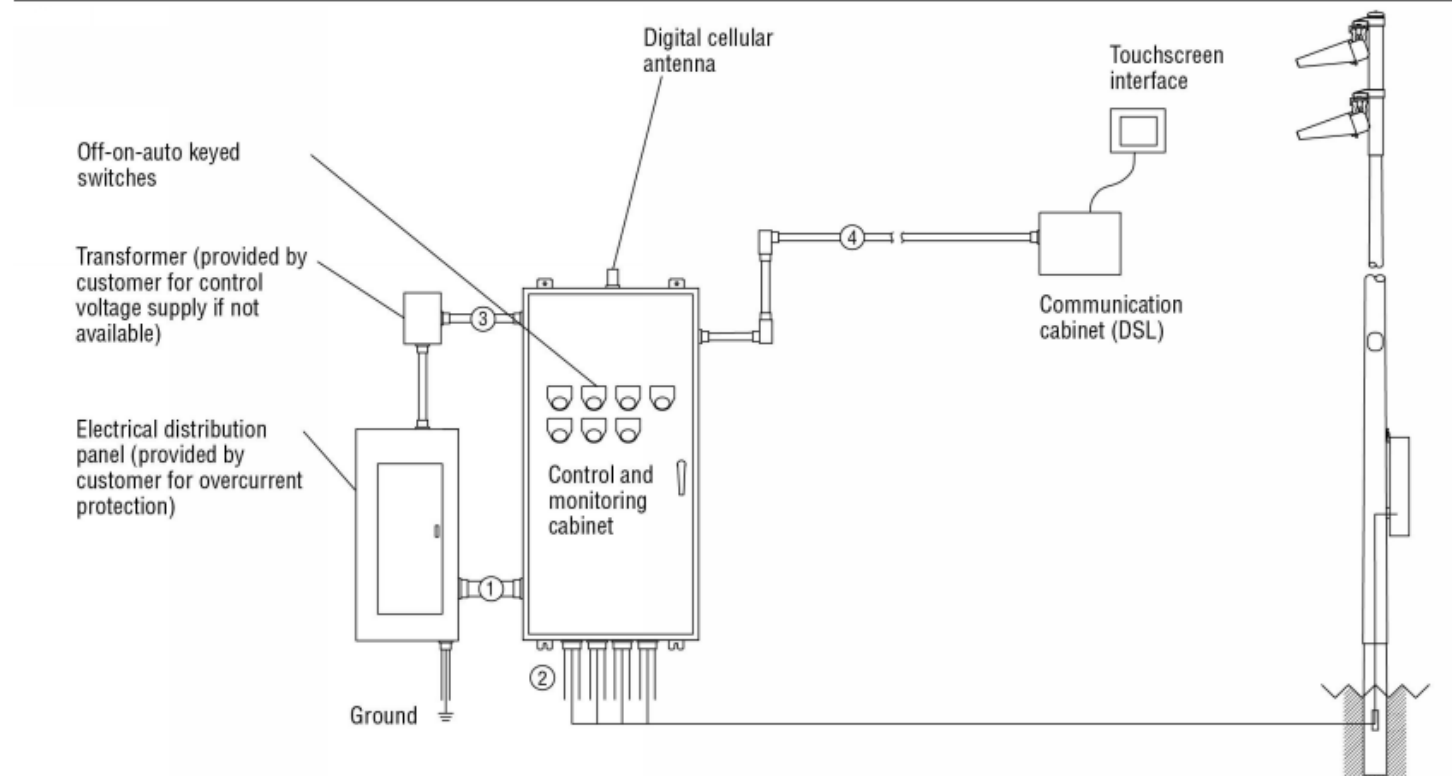 Digital cellular
antenna
Touchscreen
interface
Off-on-auto keyed
switches
Transformer (provided by
customer for control
voltage supply if not
available)
3
4
Communication
cabinet (DSL)
Electrical distribution
panel (provided by
customer for overcurrent
protection)
Control and
monitoring
cabinet
1
2
Ground